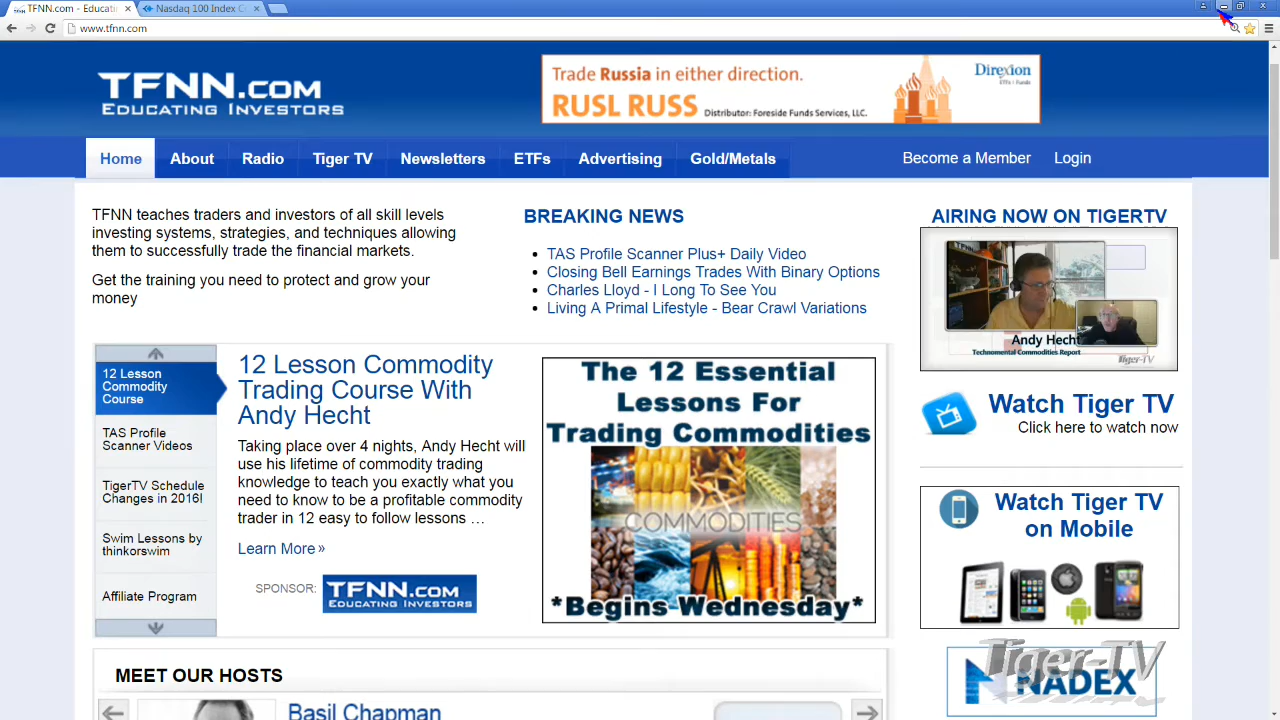 TFNN.com - Educati
Nasdaq 100 Index C
www.tfnn.com
TFNN.COM
EDUCATING INVESTORS
Trade Russia in either direction.
RUSL RUSS
Distributor: Foreside Funds Services, LLC.
Direxion
Home
About
Radio
Tiger TV
Newsletters
ETFs
Advertising
Gold/Metals
Become a Member
Login
TFNN teaches traders and investors of all skill levels
investing systems, strategies, and techniques allowing
them to successfully trade the financial markets.
Get the training you need to protect and grow your
money
BREAKING NEWS
TAS Profile Scanner Plus+ Daily Video
Closing Bell Earnings Trades With Binary Options
Charles Lloyd - I Long To See You
Living A Primal Lifestyle - Bear Crawl Variations
AIRING NOW ON TIGERTV
Andy Hecht
Technomental Commodities Report
Tiger-TV
Watch Tiger TV
Click here to watch now
12 Lesson
Commodity
Course
TAS Profile
Scanner Videos
TigerTV Schedule
Changes in 2016!
Swim Lessons by
thinkorswim
Affiliate Program
12 Lesson Commodity
Trading Course With
Andy Hecht
Taking place over 4 nights, Andy Hecht will
use his lifetime of commodity trading
knowledge to teach you exactly what you
need to know to be a profitable commodity
trader in 12 easy to follow lessons …
Learn More »
SPONSOR:
TFNN.COM
EDUCATING INVESTORS
The 12 Essential
Lessons For
Trading Commodities
COMMODITIES
*Begins Wednesday*
Watch Tiger TV
on Mobile
Tiger-TV
NADEX
MEET OUR HOSTS
Basil Chapman